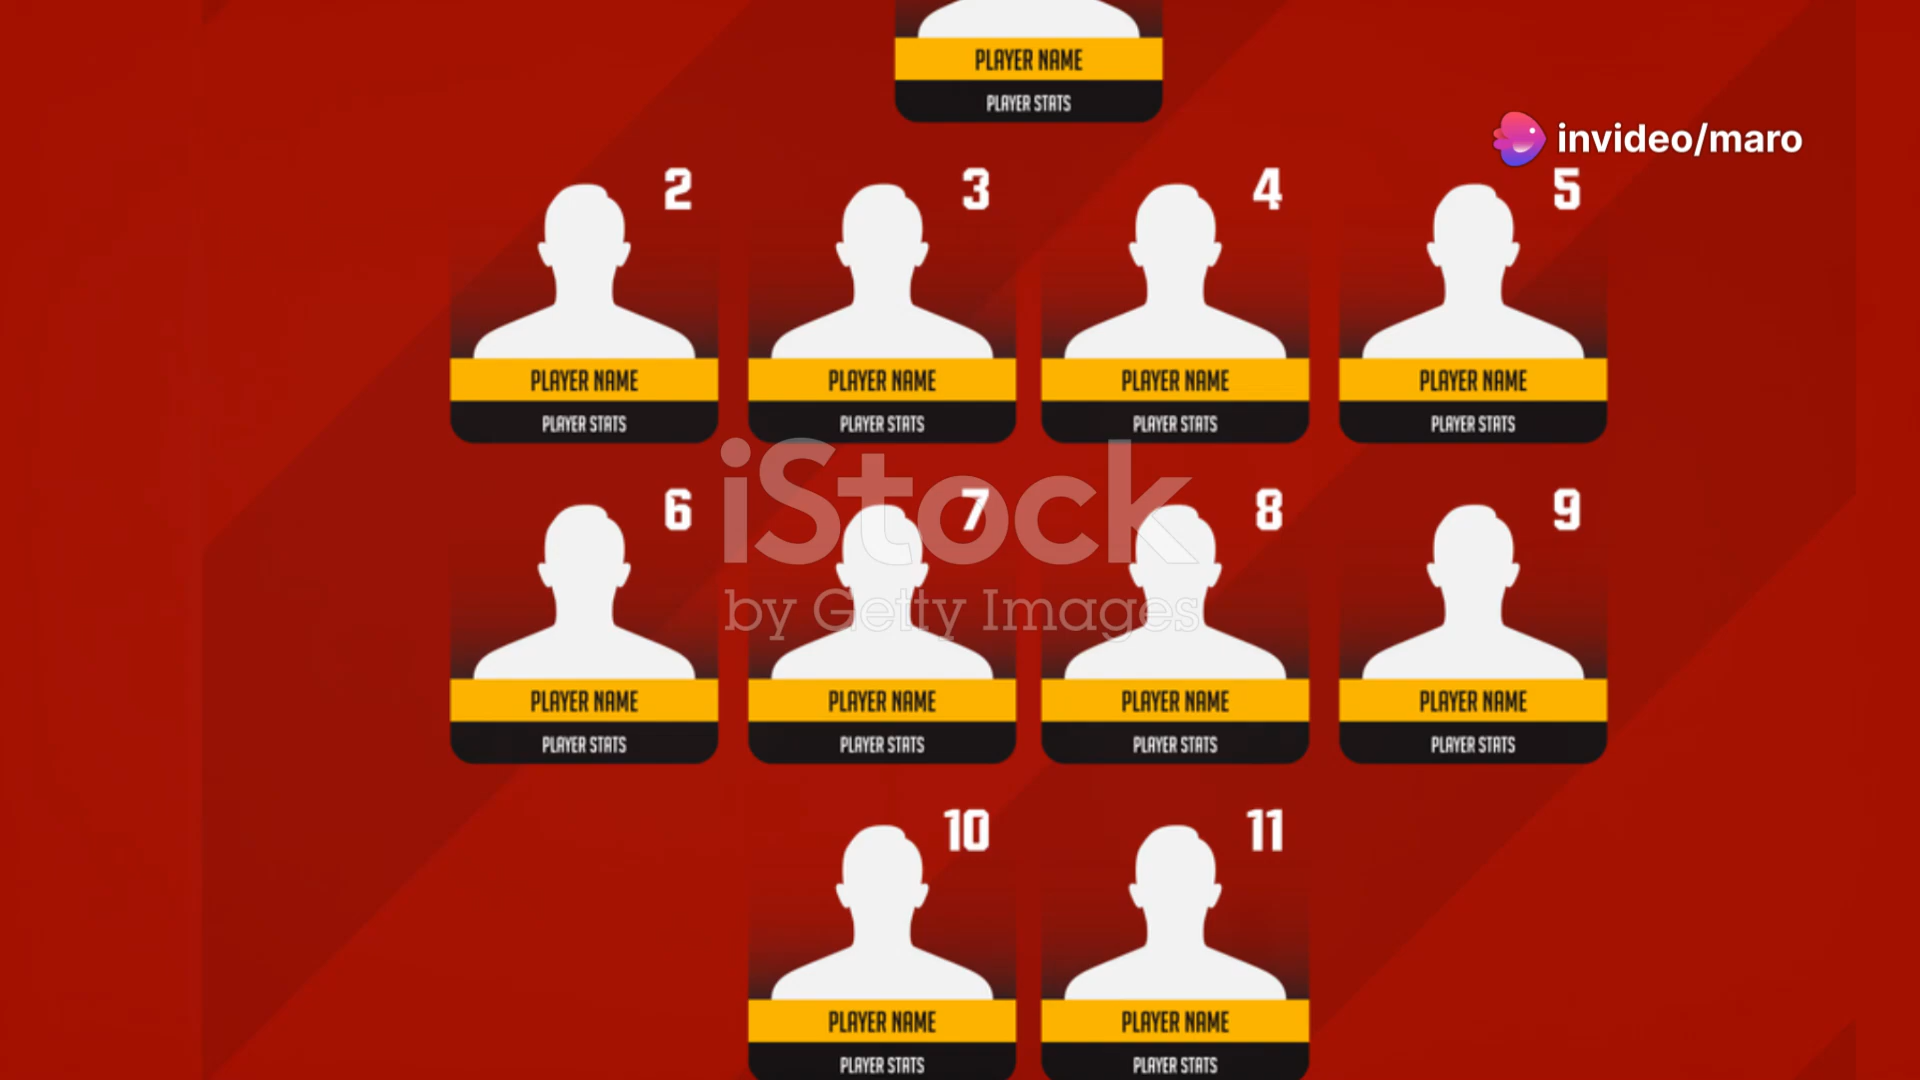 PLAYER NAME
PLAYER STATS
invideo/maro
2
3
4
5
PLAYER NAME
PLAYER NAME
PLAYER NAME
PLAYER NAME
PLAYER STATS
PLAYER STATS
PLAYER STATS
PLAYER STATS
iStock
by Getty Images
6
7
8
9
PLAYER NAME
PLAYER NAME
PLAYER NAME
PLAYER NAME
PLAYER STATS
PLAYER STATS
PLAYER STATS
PLAYER STATS
10
11
PLAYER NAME
PLAYER NAME
PLAYER STATS
PLAYER STATS